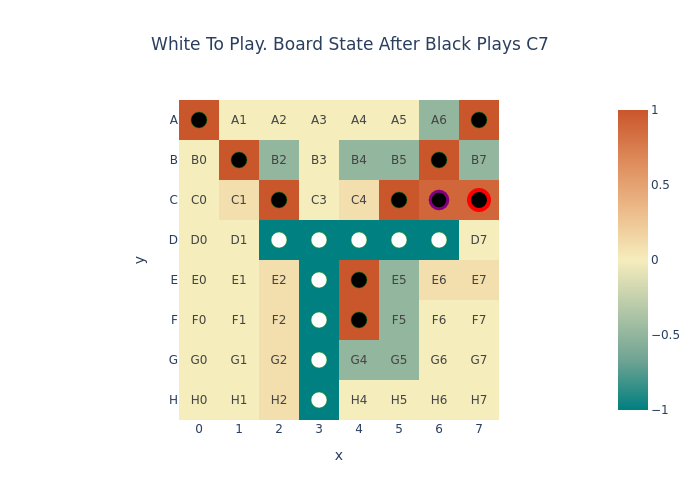 White To Play. Board State After Black Plays C7
A A1 A2 A3 A4 A5 A6 1
B B0 B2 B3 B4 B5 B7
C C0 C1 C3 C4 0.5
D D0 D1 D7
y 0
E E0 E1 E2 E5 E6 E7
F F0 F1 F2 F5 F6 F7 −0.5
G G0 G1 G2 G4 G5 G6 G7
H H0 H1 H2 H4 H5 H6 H7 −1
0 1 2 3 4 5 6 7
x